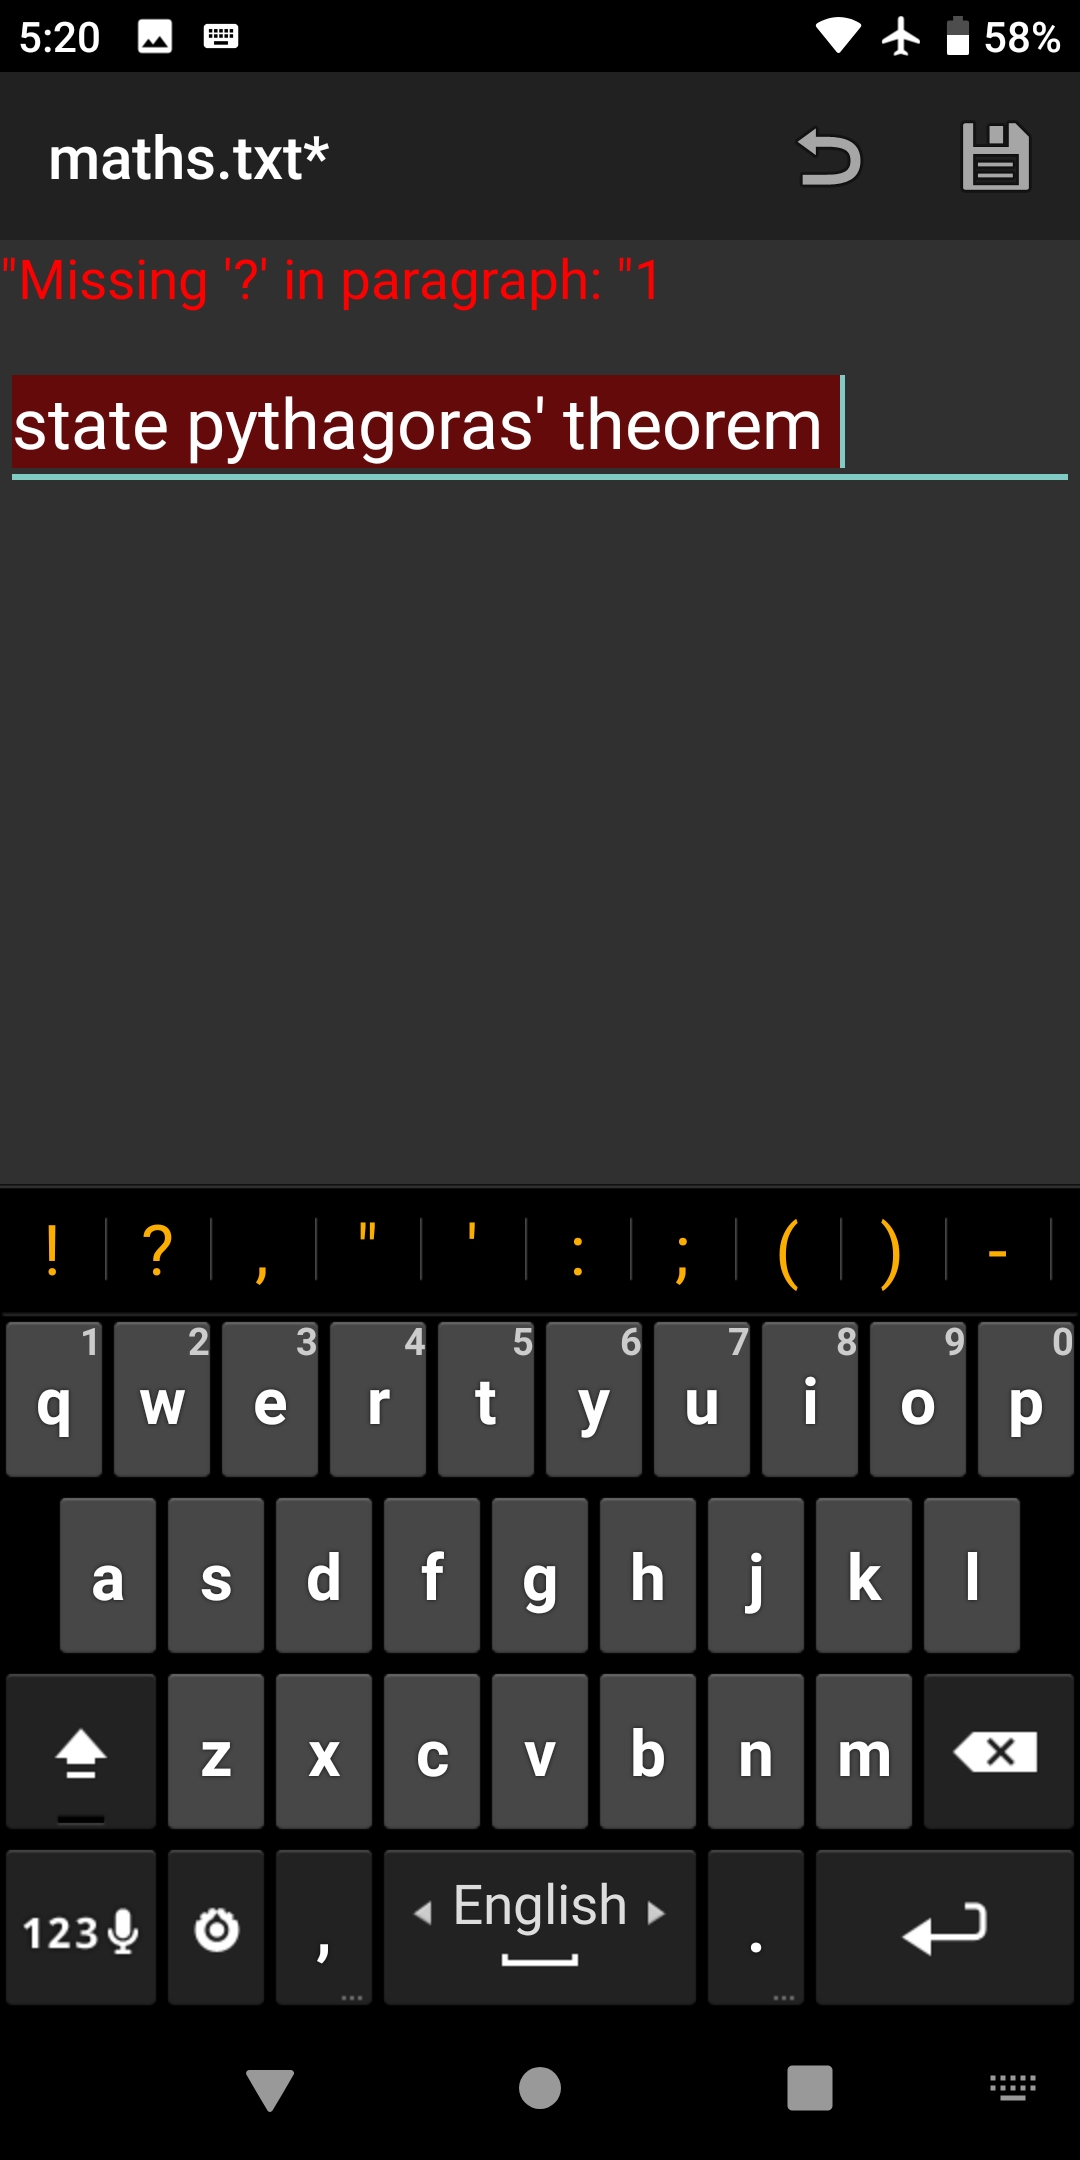 5:20 58%
maths.txt*
"Missing '?' in paragraph: "1
state pythagoras' theorem
! ? , " ' : ; ( ) -
1 2 3 4 5 6 7 8 9 0
q w e r t y u i o p
a s d f g h j k l
z x c v b n m
123 , English .